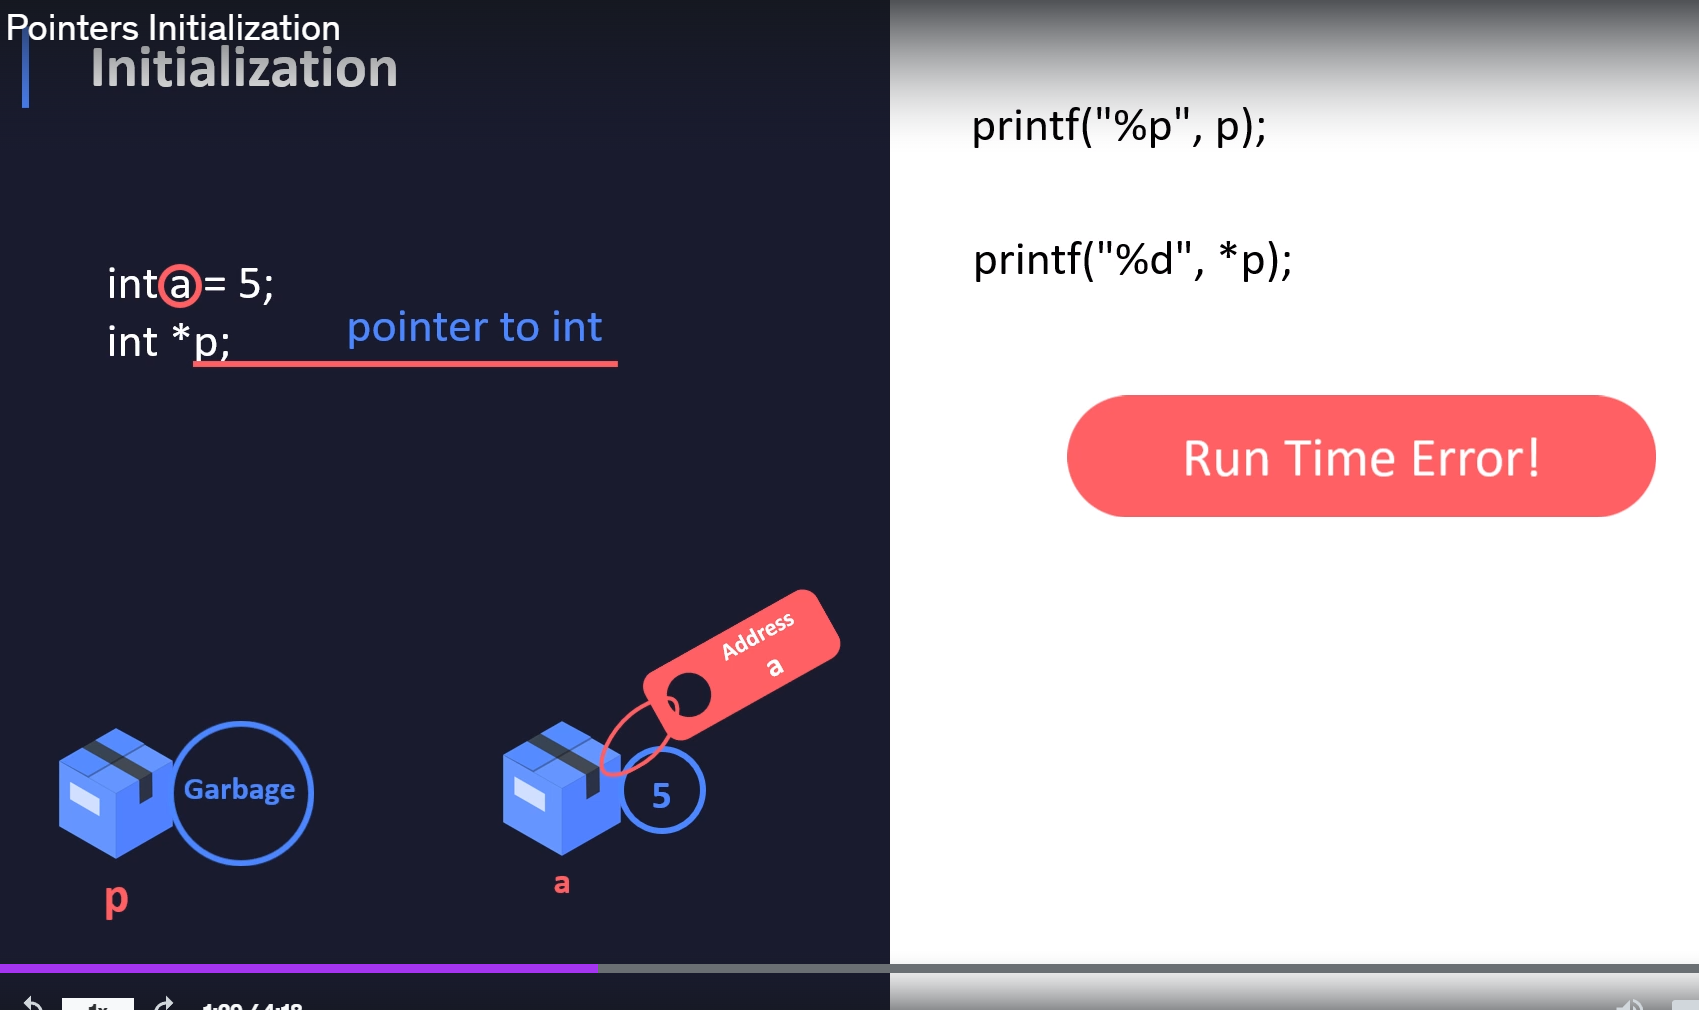 Pointers Initialization
Initialization
int a = 5;
int *p;
pointer to int
printf("%p", p);
printf("%d", *p);
Run Time Error!
Address
a
Garbage
5
p
a